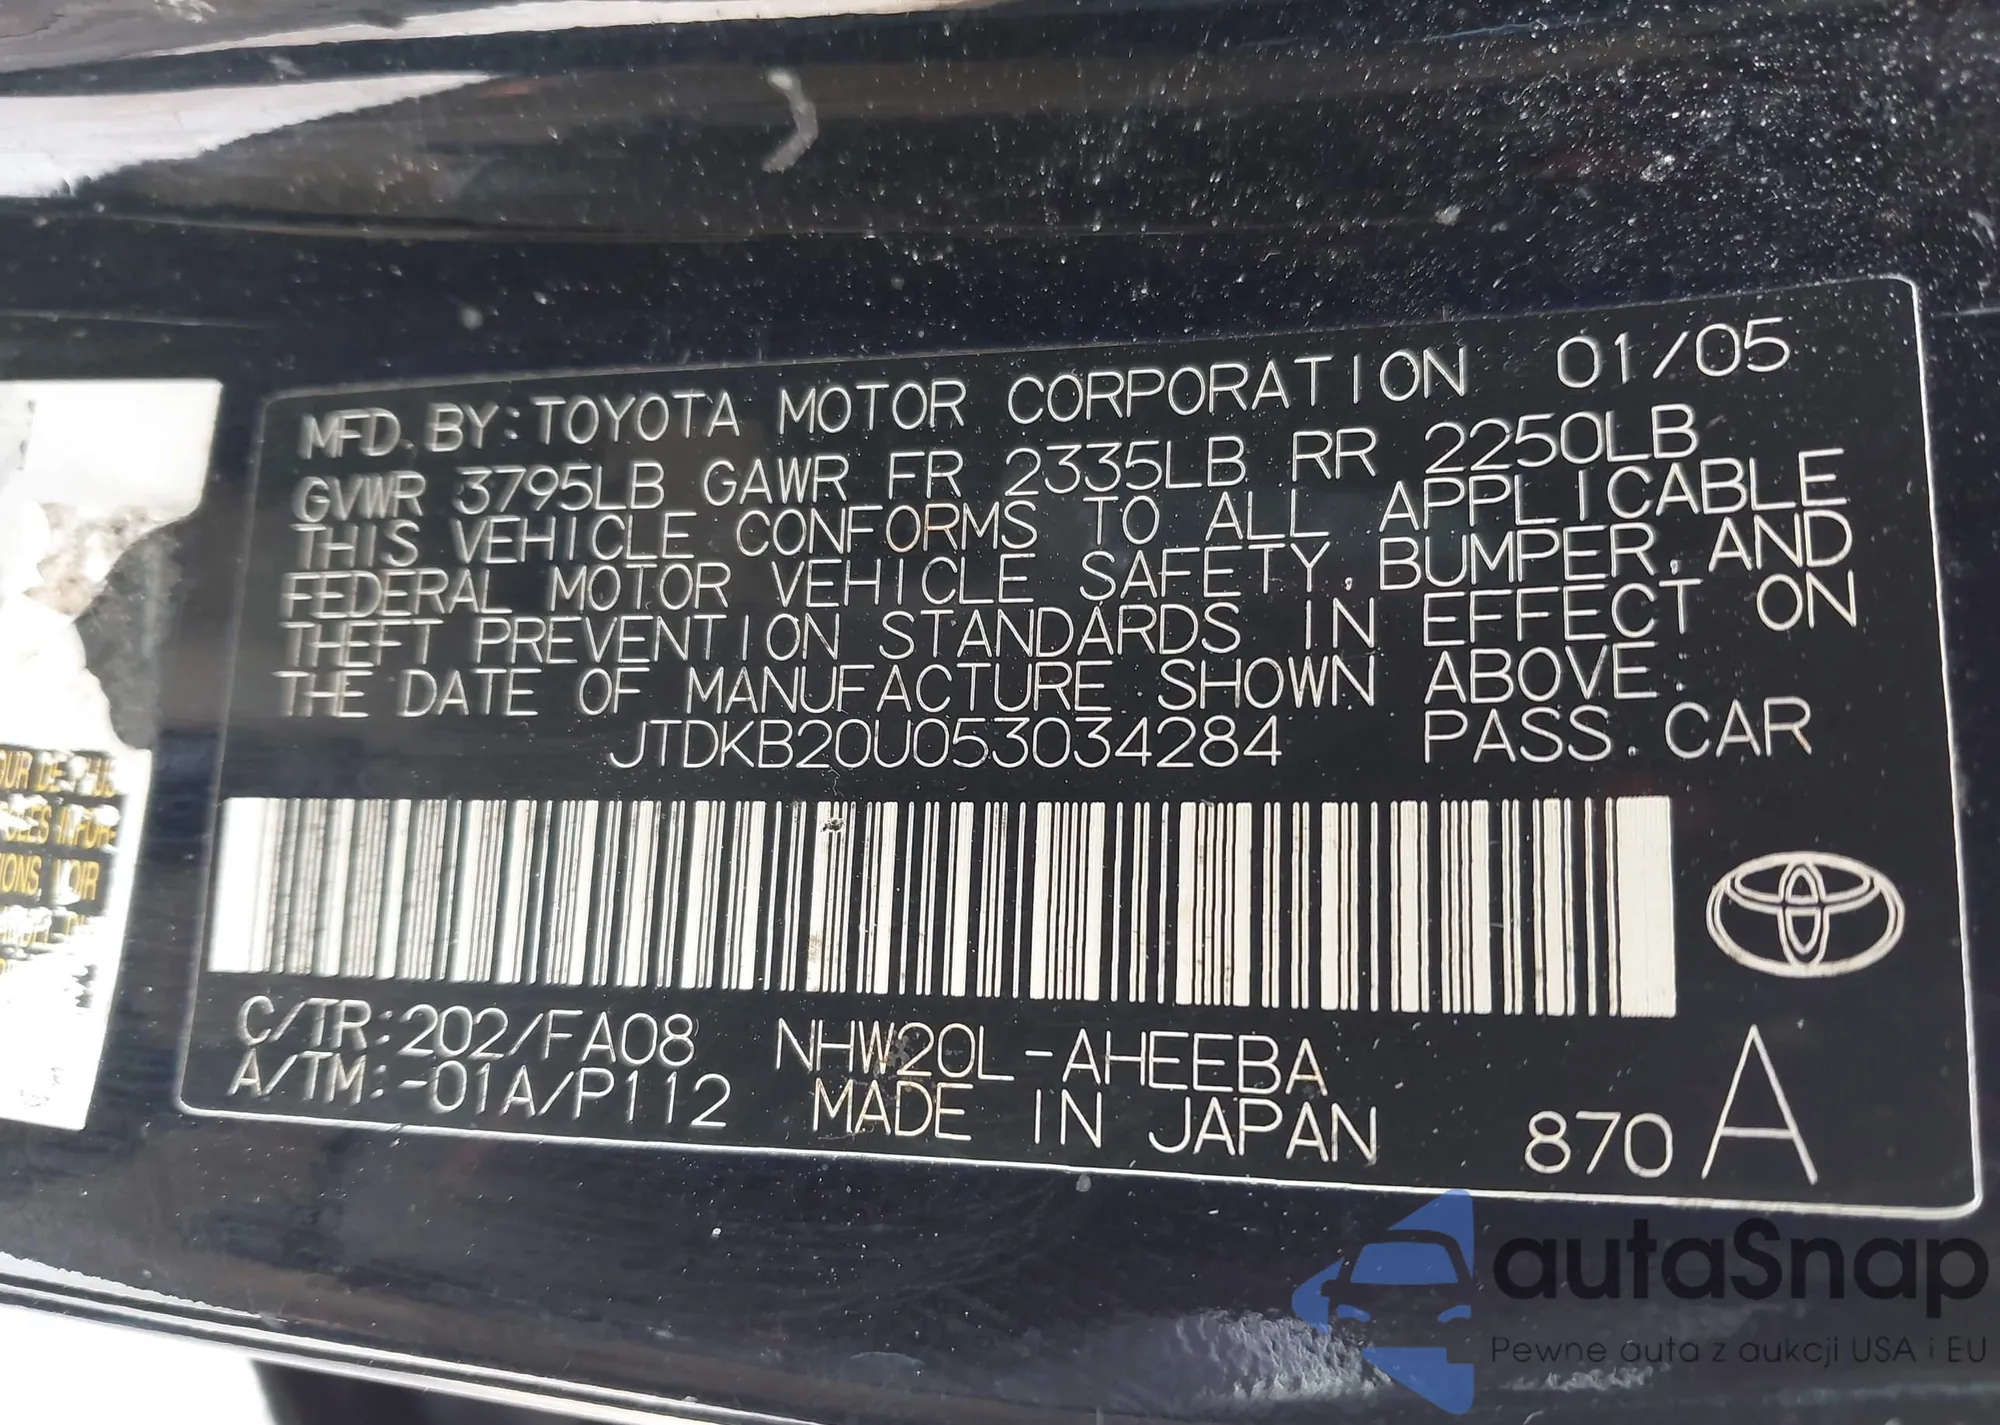 MFD. BY: TOYOTA MOTOR CORPORATION 01/05
GVWR 3795LB GAWR FR 2335LB RR 2250LB
THIS VEHICLE CONFORMS TO ALL APPLICABLE
FEDERAL MOTOR VEHICLE SAFETY, BUMPER, AND
THEFT PREVENTION STANDARDS IN EFFECT ON
THE DATE OF MANUFACTURE SHOWN ABOVE.
JTDKB20U053034284 PASS. CAR
C/TR:202/FA08 NHW20L-AHEEBA
A/TM:-01A/P112 MADE IN JAPAN 870 A
DE
autaSnap
Pewne auta z aukcji USA i EU